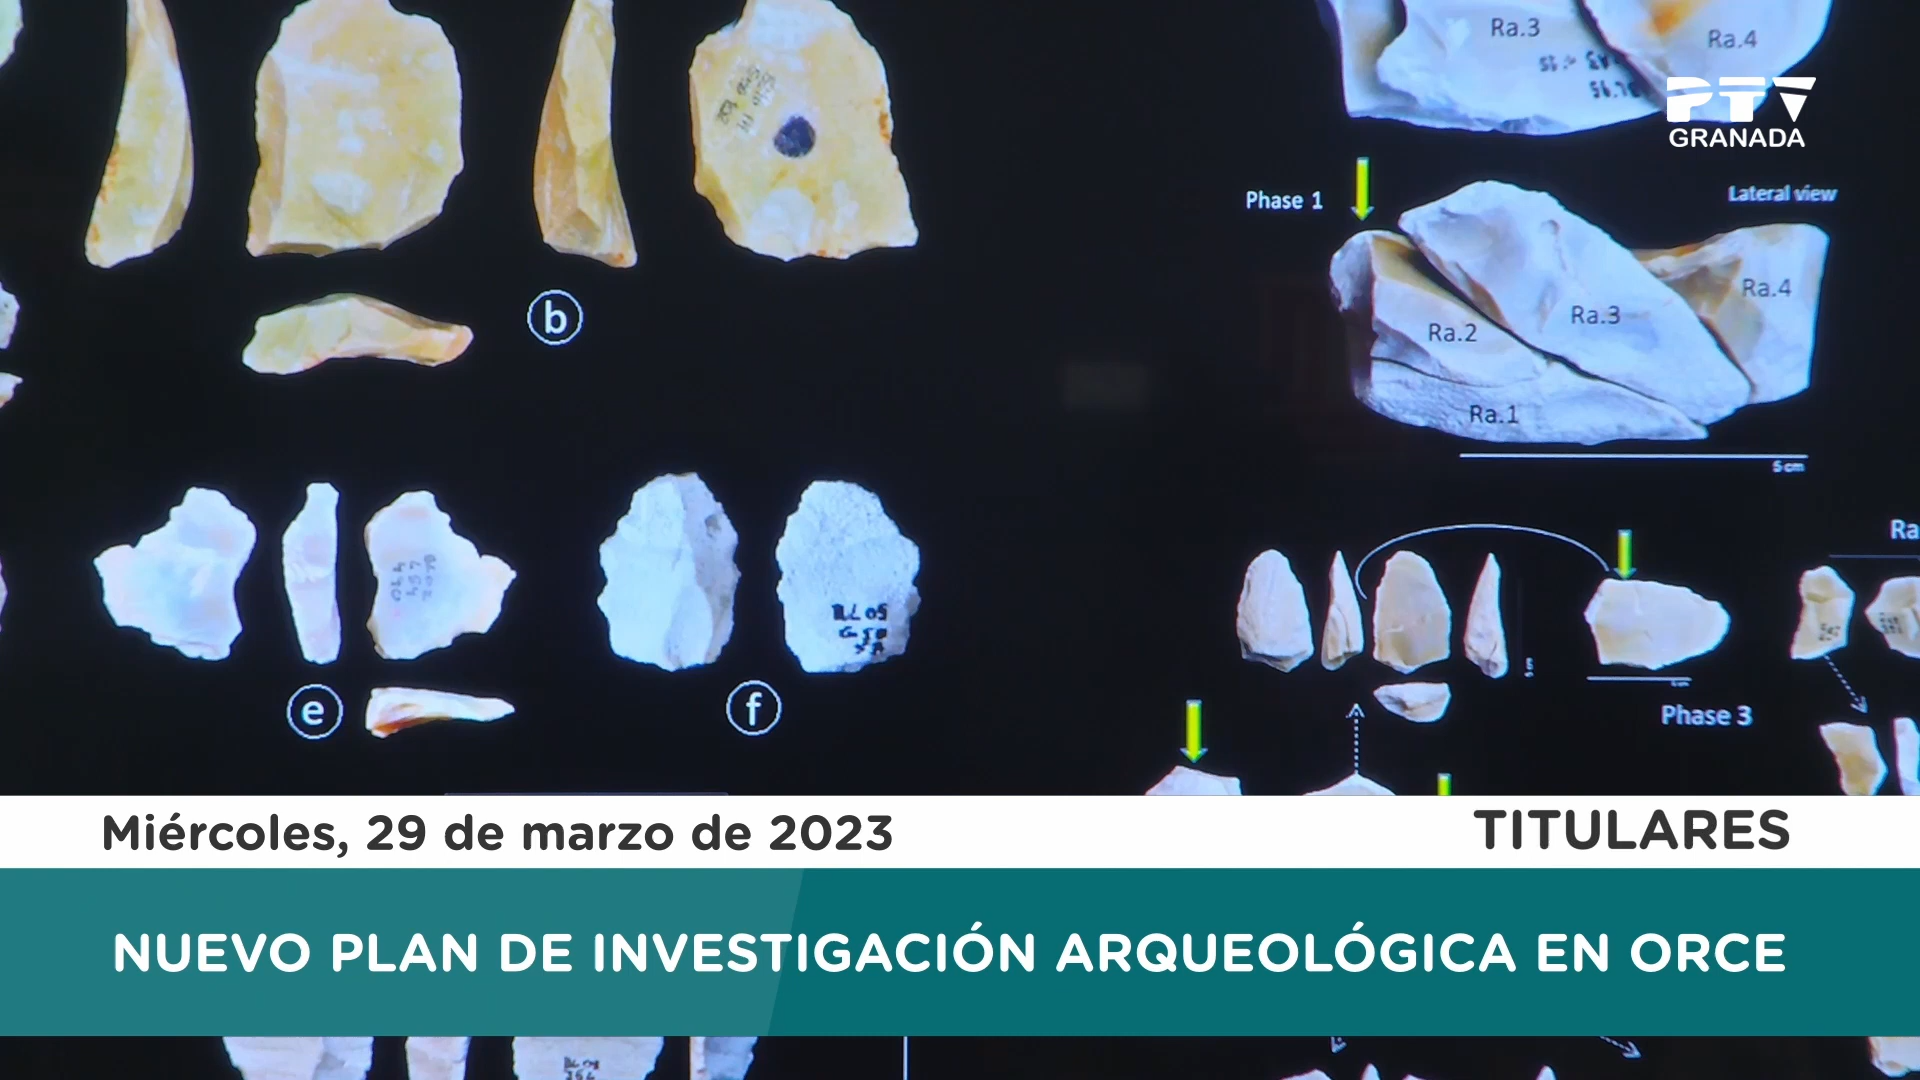 Ra.3
Ra.4
PTV
GRANADA
Phase 1
Lateral view
Ra.4
Ra.3
Ra.2
Ra.1
5 cm
b
e
f
Ra
Phase 3
Miércoles, 29 de marzo de 2023
TITULARES
NUEVO PLAN DE INVESTIGACIÓN ARQUEOLÓGICA EN ORCE